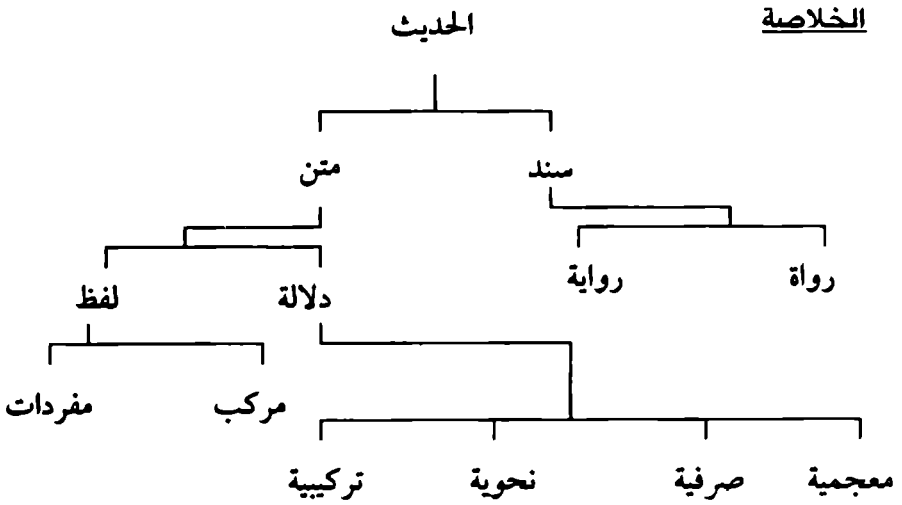 الخلاصة
الحديث
سند متن
رواة رواية دلالة لفظ
مركب مفردات
معجمية صرفية نحوية تركيبية